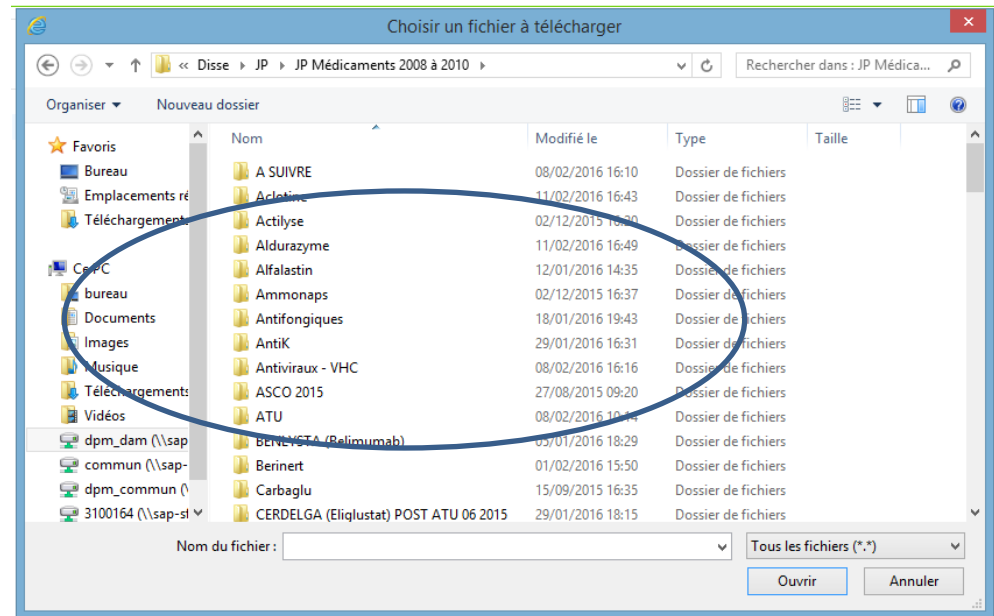 Choisir un fichier à télécharger
« Disse JP JP Médicaments 2008 à 2010 Rechercher dans : JP Médica...
Organiser Nouveau dossier
Nom Modifié le Type Taille
Favoris
Bureau
Emplacements ré
Téléchargement
Ce PC
bureau
Documents
Images
Musique
Téléchargements
Vidéos
dpm_dam (\\sap
commun (\\sap-
dpm_commun (\
3100164 (\\sap-st
A SUIVRE 08/02/2016 16:10 Dossier de fichiers
Aclotine 11/02/2016 16:43 Dossier de fichiers
Actilyse 02/12/2015 Dossier de fichiers
Aldurazyme 11/02/2016 16:49 Dossier de fichiers
Alfalastin 12/01/2016 14:35 Dossier de fichiers
Ammonaps 02/12/2015 16:37 Dossier de fichiers
Antifongiques 18/01/2016 19:43 Dossier de fichiers
AntiK 29/01/2016 16:31 Dossier de fichiers
Antiviraux - VHC 08/02/2016 16:16 Dossier de fichiers
ASCO 2015 27/08/2015 09:20 Dossier de fichiers
ATU 08/02/2016 Dossier de fichiers
BENLYSTA (Belimumab) 18:29 Dossier de fichiers
Berinert 01/02/2016 15:50 Dossier de fichiers
Carbaglu 15/09/2015 16:35 Dossier de fichiers
CERDELGA (Eliglustat) POST ATU 06 2015 29/01/2016 18:15 Dossier de fichiers
Nom du fichier : Tous les fichiers (*.*)
Ouvrir Annuler